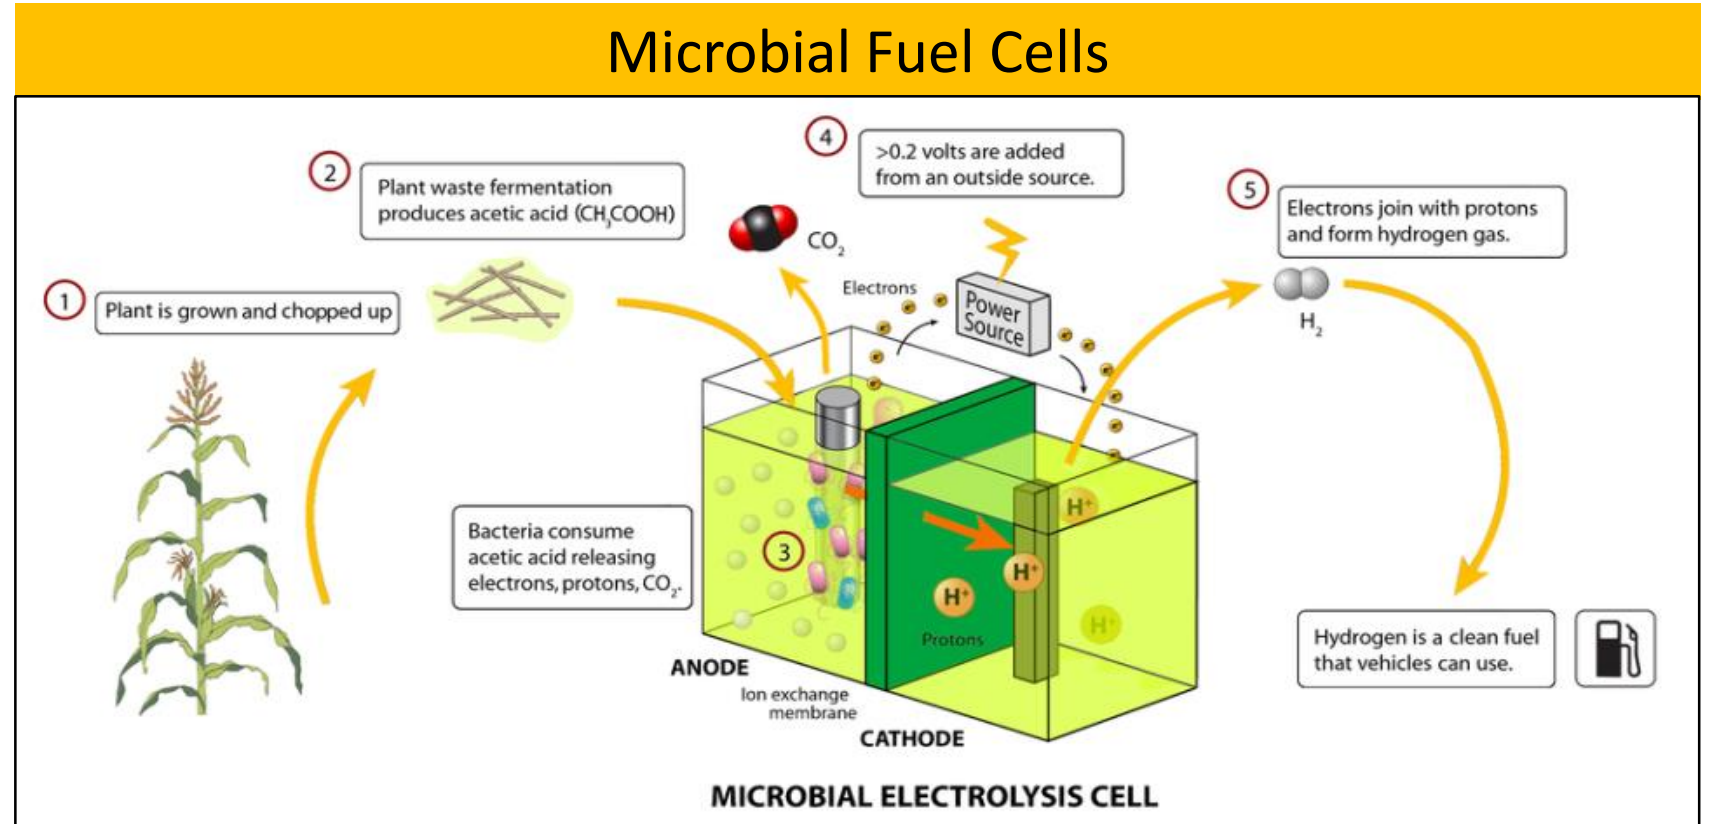 Microbial Fuel Cells
1
Plant is grown and chopped up
2
Plant waste fermentation
produces acetic acid (CH₃COOH)
CO₂
Bacteria consume
acetic acid releasing
electrons, protons, CO₂.
3
4
>0.2 volts are added
from an outside source.
Electrons
e⁻
Power
Source
H⁺
H⁺
H⁺
H⁺
Protons
ANODE
Ion exchange
membrane
CATHODE
5
Electrons join with protons
and form hydrogen gas.
H₂
Hydrogen is a clean fuel
that vehicles can use.
MICROBIAL ELECTROLYSIS CELL